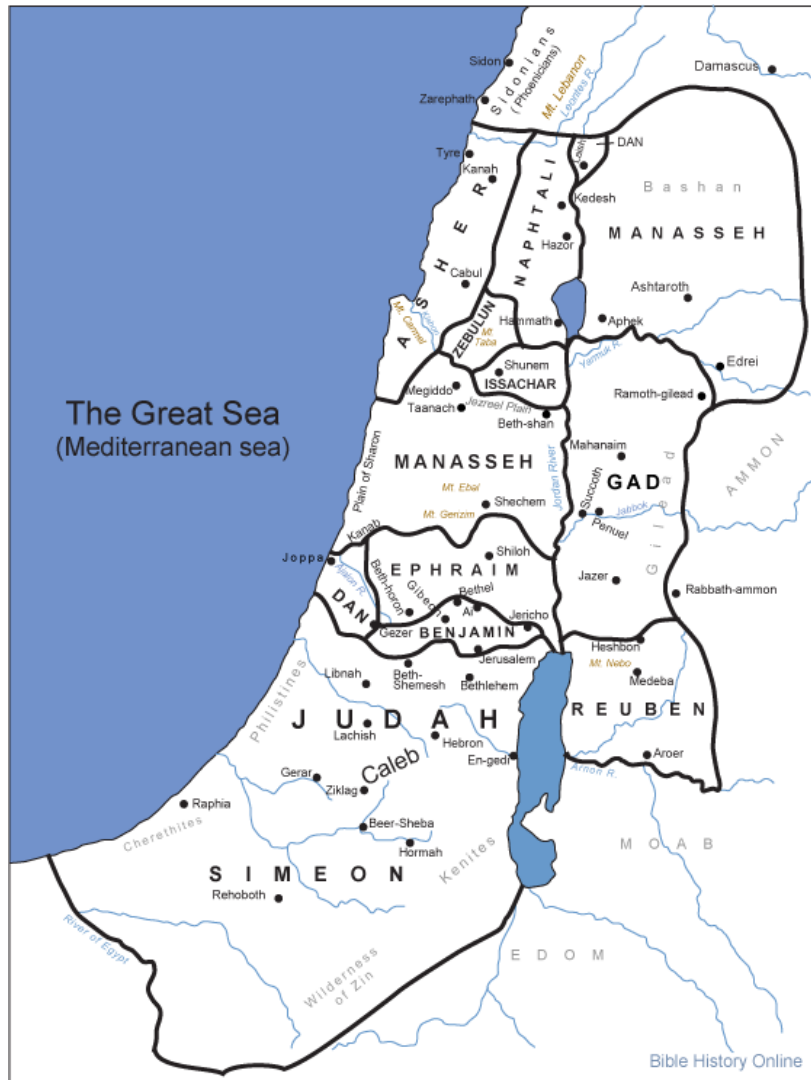 Sidonians
(Phoenicians)
Sidon
Mt. Lebanon
Leontes R.
Damascus
Zarephath
Tyre
Kanah
Laish
DAN
Kedesh
Bashan
MANASSEH
NAPHTALI
Hazor
ASHER
Cabul
Ashtaroth
Mt. Carmel
Kishon
ZEBULUN
Mt.
Taba
Hammath
Aphek
Yarmuk R.
Edrei
Shunem
ISSACHAR
Megiddo
Taanach
Jezreel Plain
Beth-shan
Ramoth-gilead
The Great Sea
(Mediterranean sea)
Plain of Sharon
MANASSEH
Mahanaim
Jordan River
GAD
Gilead
AMMON
Mt. Ebal
Mt. Gerizim
Shechem
Succoth
Penuel
Jabbok
Kanab
Joppa
Ajalon R.
Shiloh
EPHRAIM
Beth-horon
Gibeon
Bethel
Ai
Jericho
Jazer
Rabbath-ammon
DAN
Gezer
BENJAMIN
Jerusalem
Heshbon
Mt. Nebo
Medeba
Philistines
Libnah
Beth-
Shemesh
Bethlehem
JUDAH
REUBEN
Lachish
Hebron
Caleb
En-gedi
Aroer
Arnon R.
Gerar
Ziklag
Raphia
Cherethites
Beer-Sheba
Hormah
Kenites
MOAB
SIMEON
Rehoboth
River of Egypt
Wilderness
of Zin
EDOM
Bible History Online